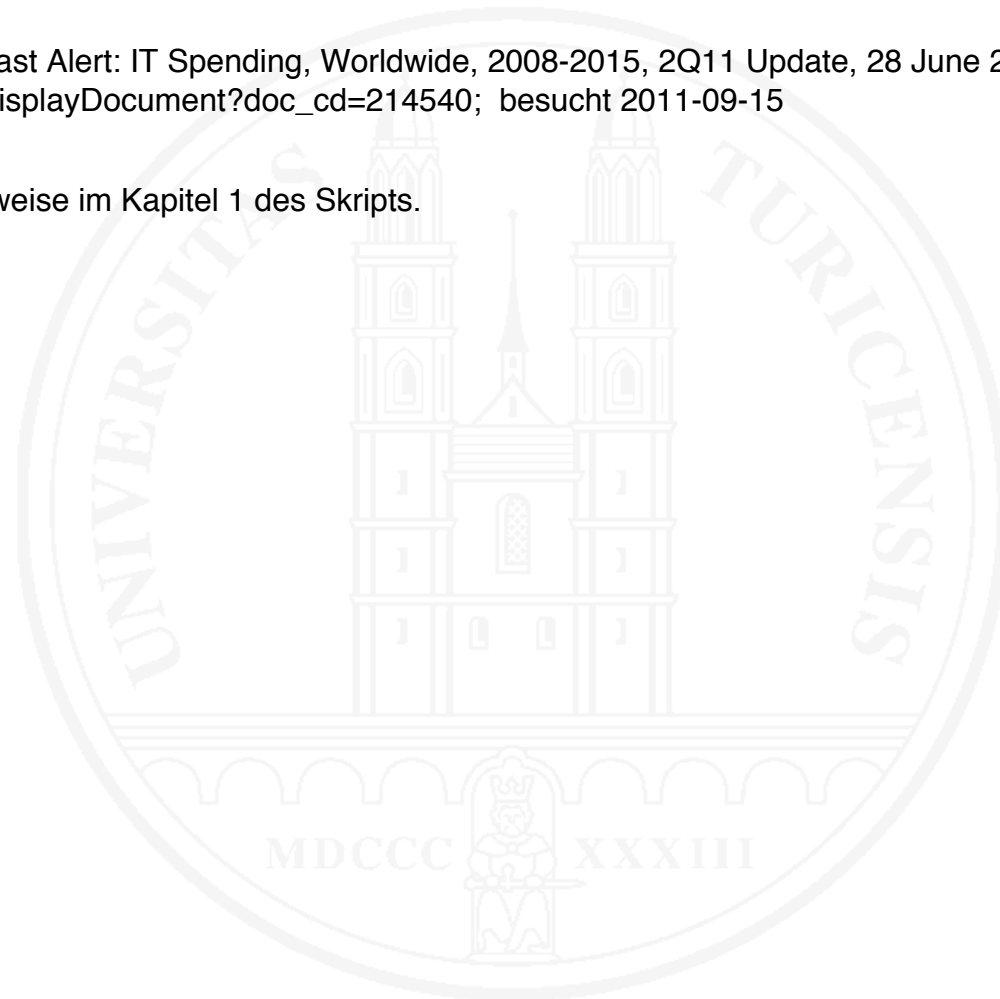 ast Alert: IT Spending, Worldwide, 2008-2015, 2Q11 Update, 28 June 2
isplayDocument?doc_cd=214540; besucht 2011-09-15
weise im Kapitel 1 des Skripts.
UNIVERSITAS TURICENSIS
MDCCC XXXIII